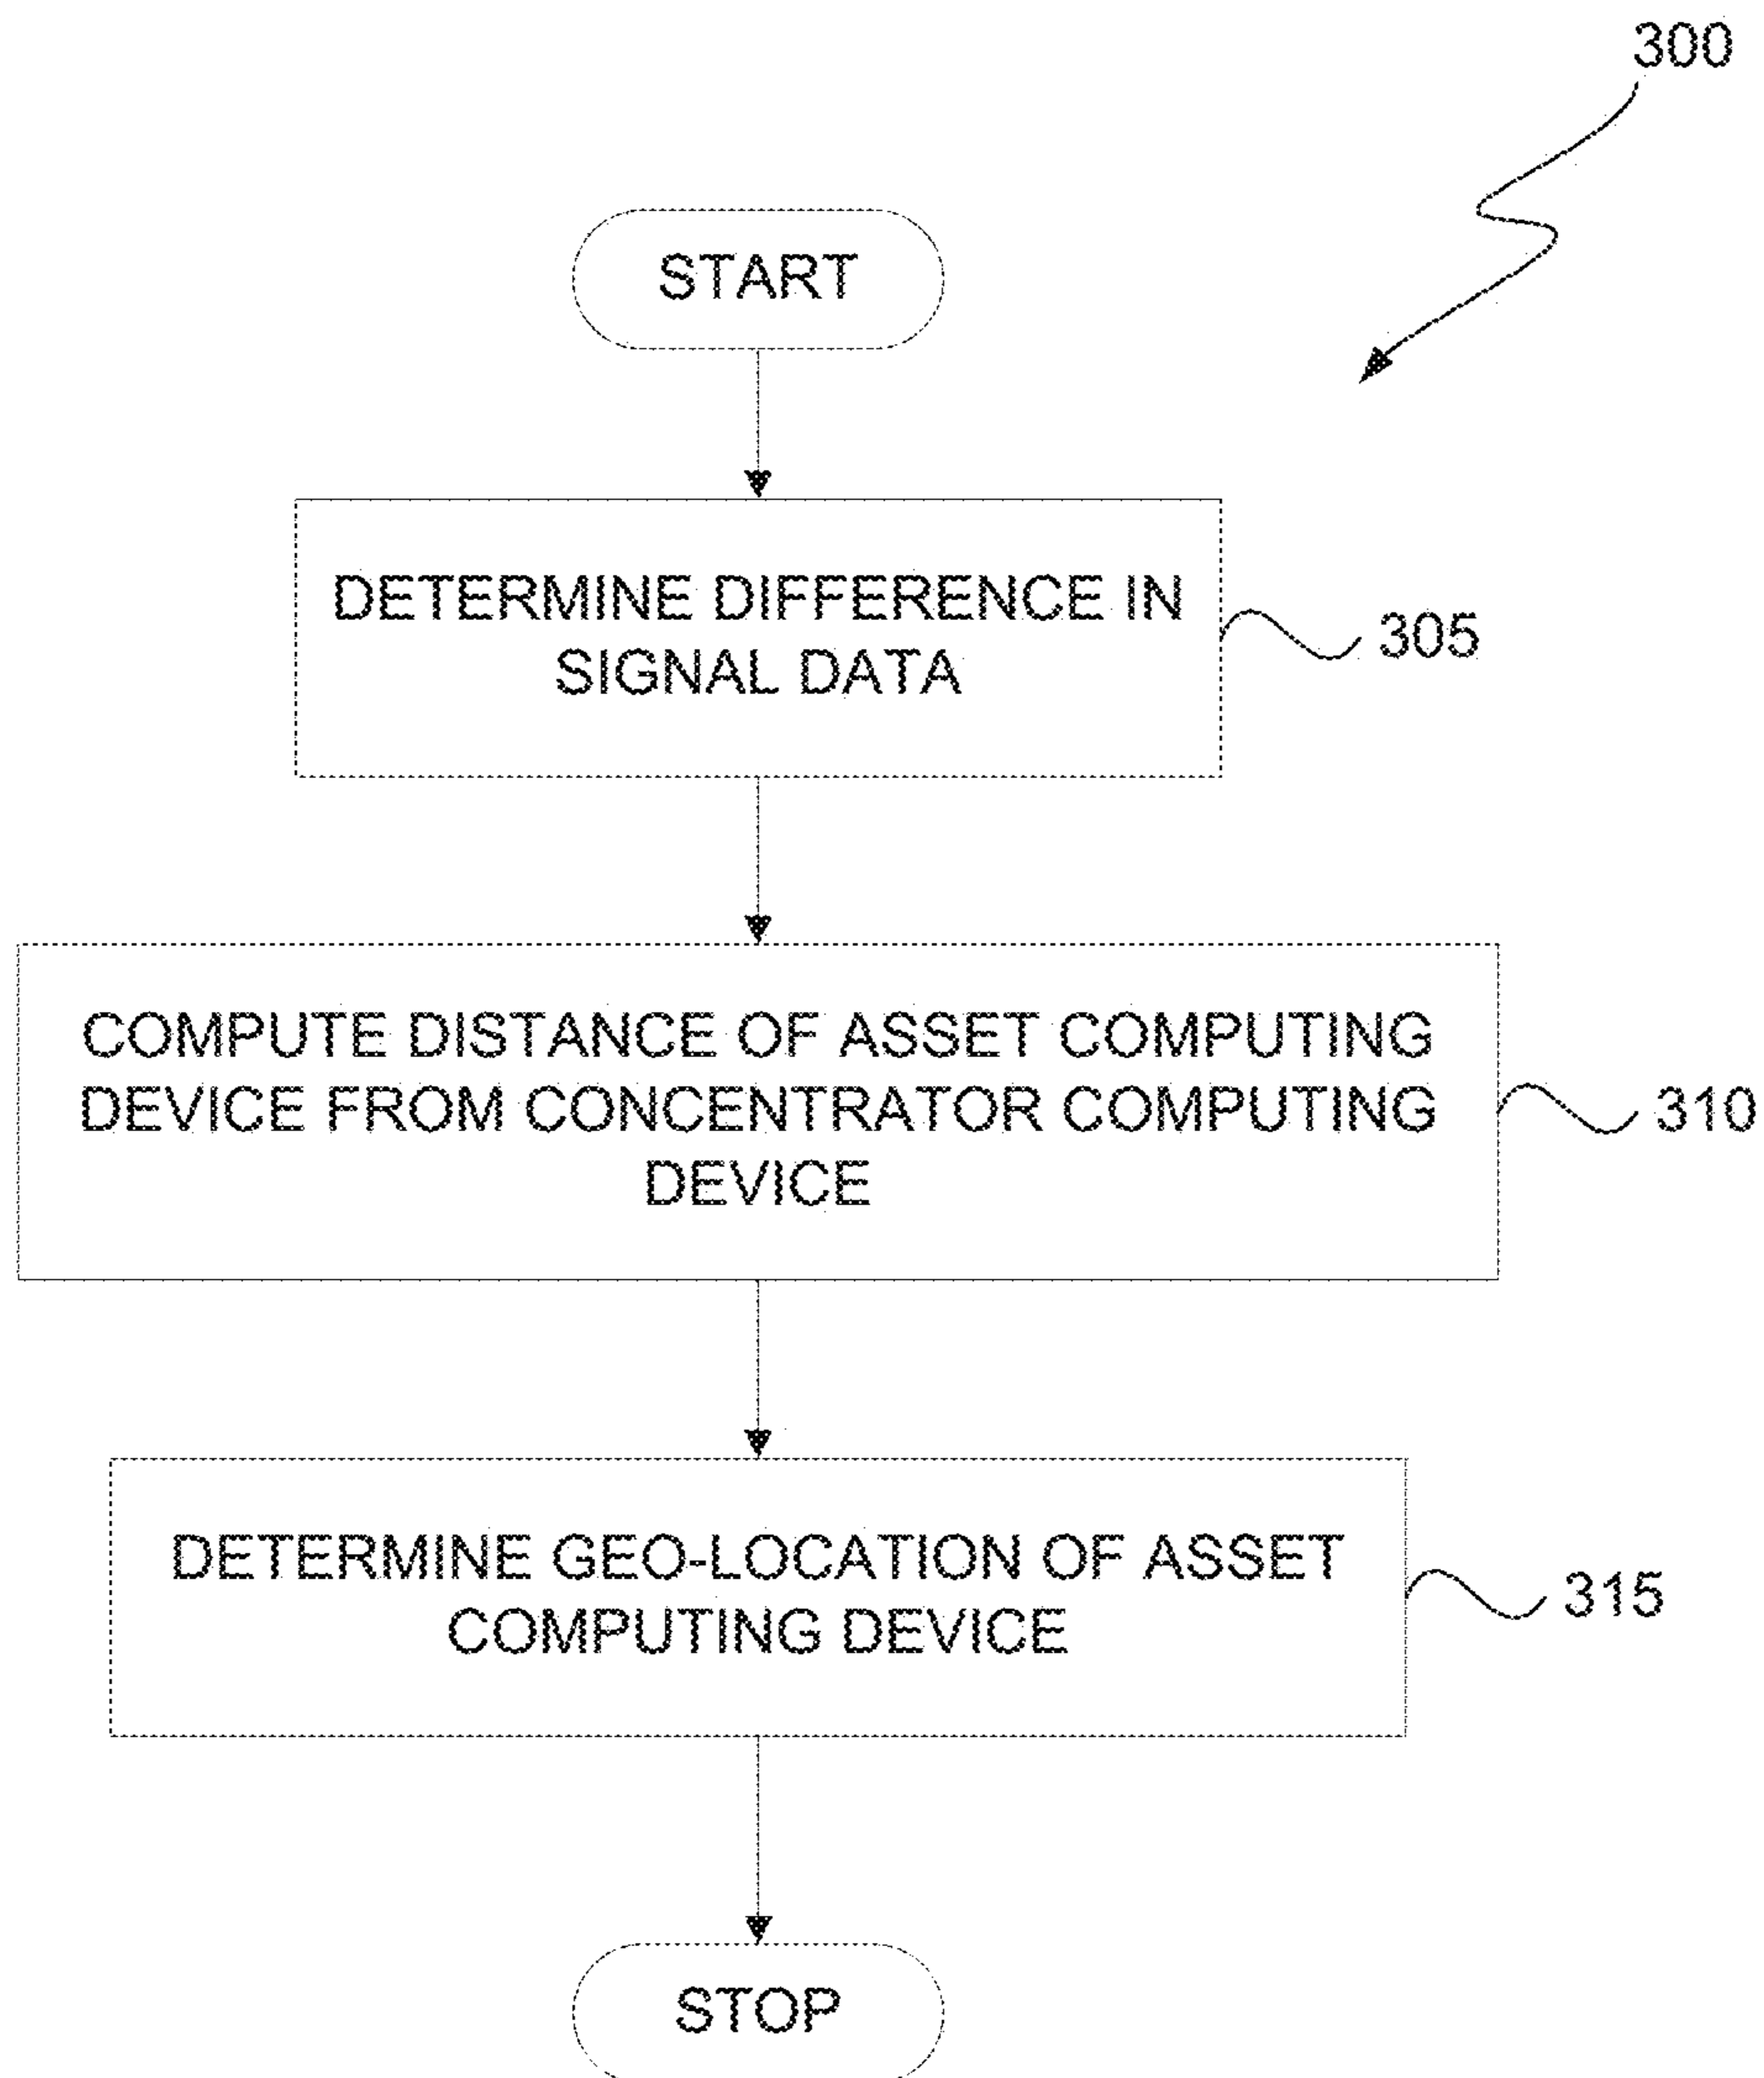 300
START
DETERMINE DIFFERENCE IN
SIGNAL DATA
305
COMPUTE DISTANCE OF ASSET COMPUTING
DEVICE FROM CONCENTRATOR COMPUTING
DEVICE
310
DETERMINE GEO-LOCATION OF ASSET
COMPUTING DEVICE
315
STOP